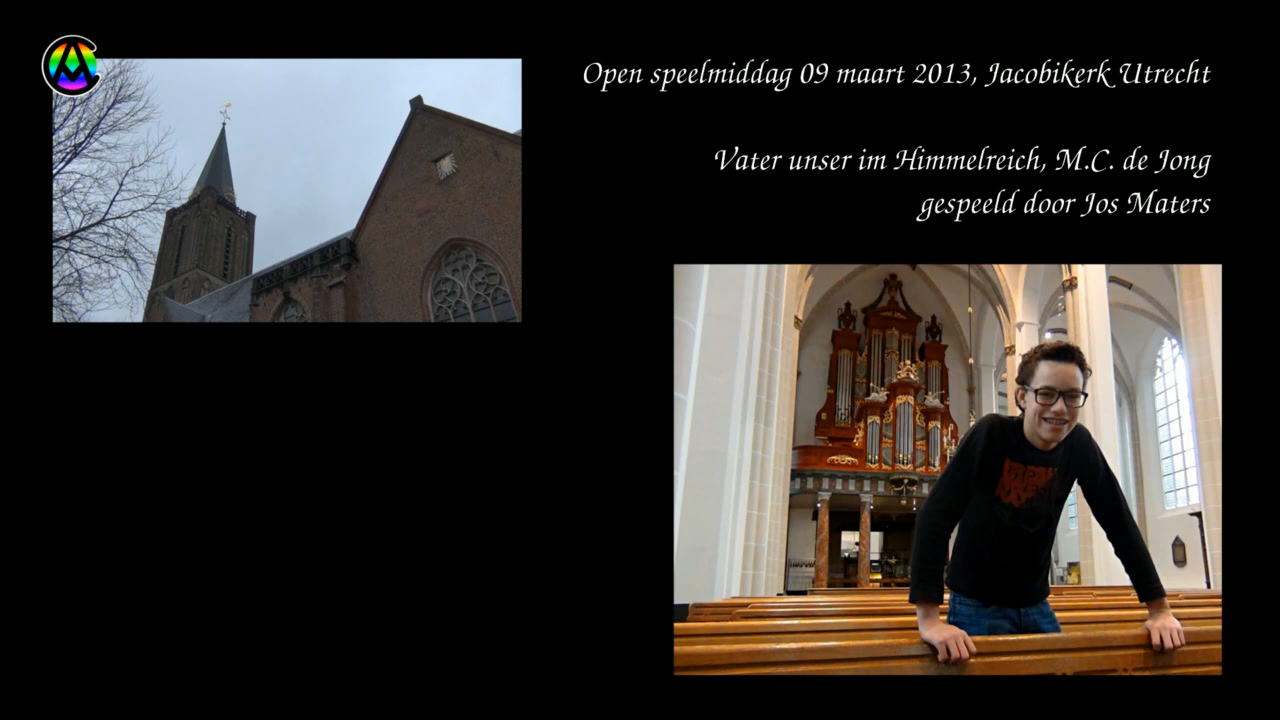 Open speelmiddag 09 maart 2013, Jacobikerk Utrecht
Vater unser im Himmelreich, M.C. de Jong
gespeeld door Jos Maters